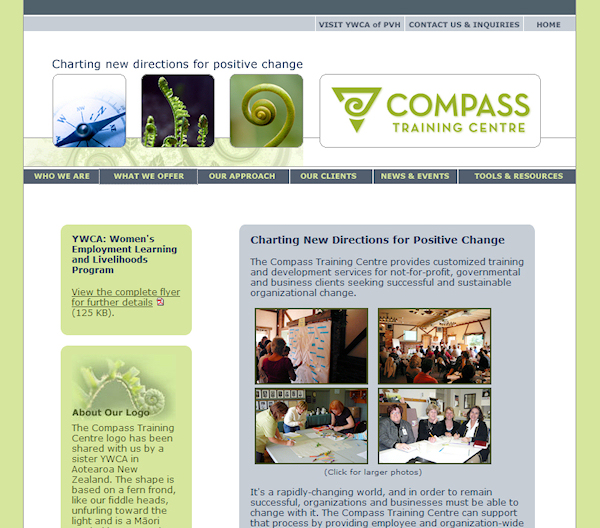 VISIT YWCA of PVH
CONTACT US & INQUIRIES
HOME
Charting new directions for positive change
COMPASS
TRAINING CENTRE
WHO WE ARE
WHAT WE OFFER
OUR APPROACH
OUR CLIENTS
NEWS & EVENTS
TOOLS & RESOURCES
YWCA: Women's
Employment Learning
and Livelihoods
Program
View the complete flyer
for further details
(125 KB).
About Our Logo
The Compass Training
Centre logo has been
shared with us by a
sister YWCA in
Aotearoa New
Zealand. The shape is
based on a fern frond,
like our fiddle heads,
unfurling toward the
light and is a Māori
Charting New Directions for Positive Change
The Compass Training Centre provides customized training
and development services for not-for-profit, governmental
and business clients seeking successful and sustainable
organizational change.
(Click for larger photos)
It's a rapidly-changing world, and in order to remain
successful, organizations and businesses must be able to
change with it. The Compass Training Centre can support
that process by providing employee and organization-wide